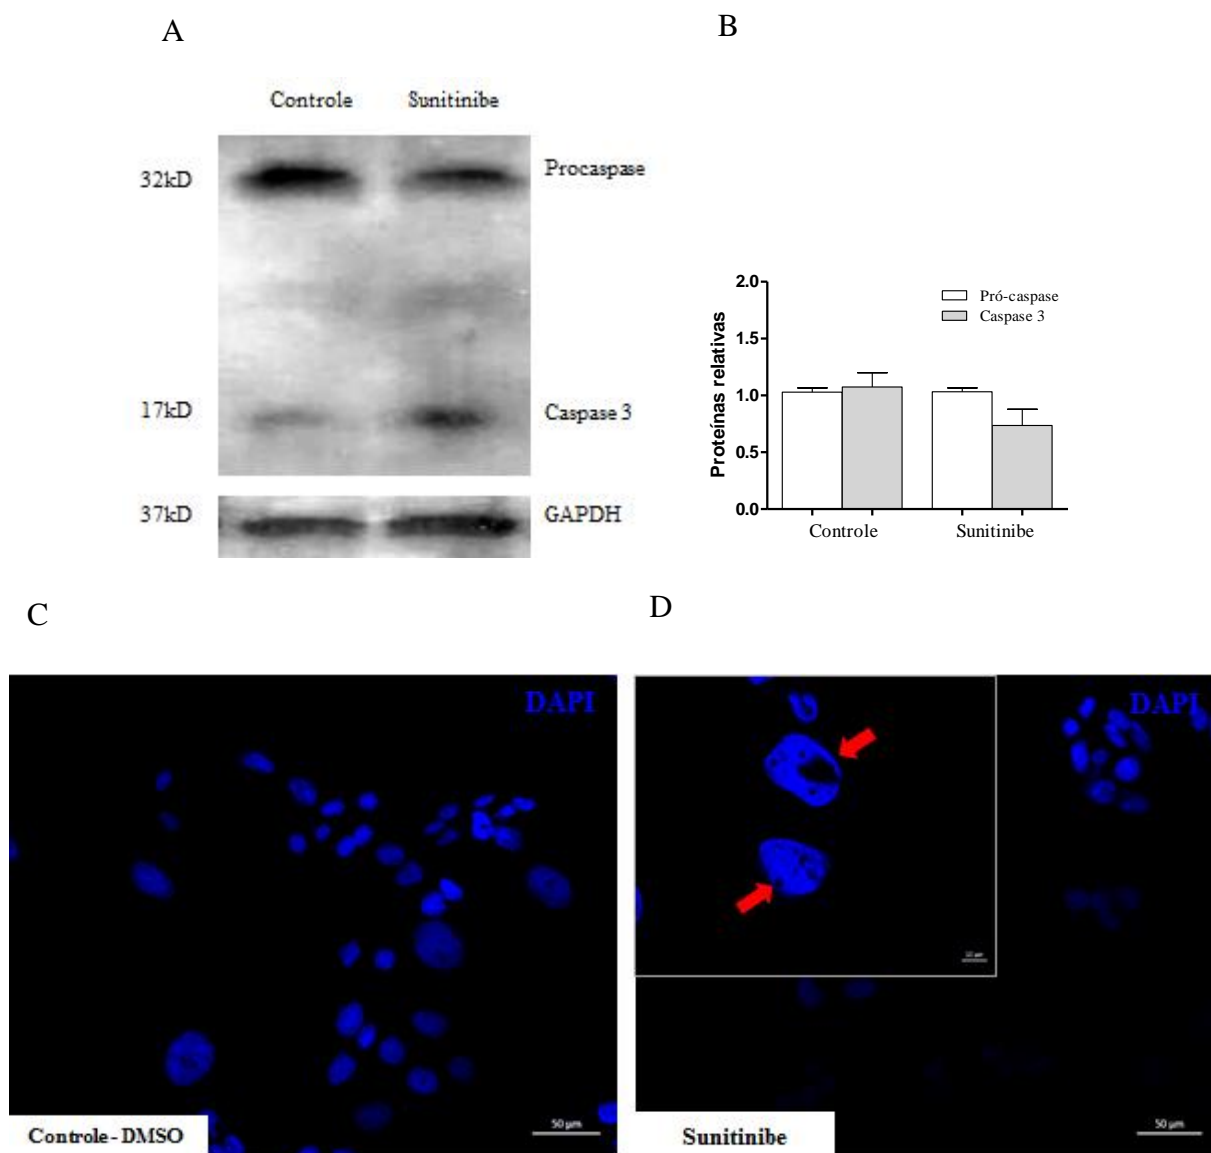 A
B
Controle Sunitinibe
32kD Procaspase
17kD Caspase 3
37kD GAPDH
Proteínas relativas
2.0
1.5
1.0
0.5
0.0
Pró-caspase
Caspase 3
Controle Sunitinibe
C
D
DAPI
Controle - DMSO
50 µm
DAPI
Sunitinibe
50 µm